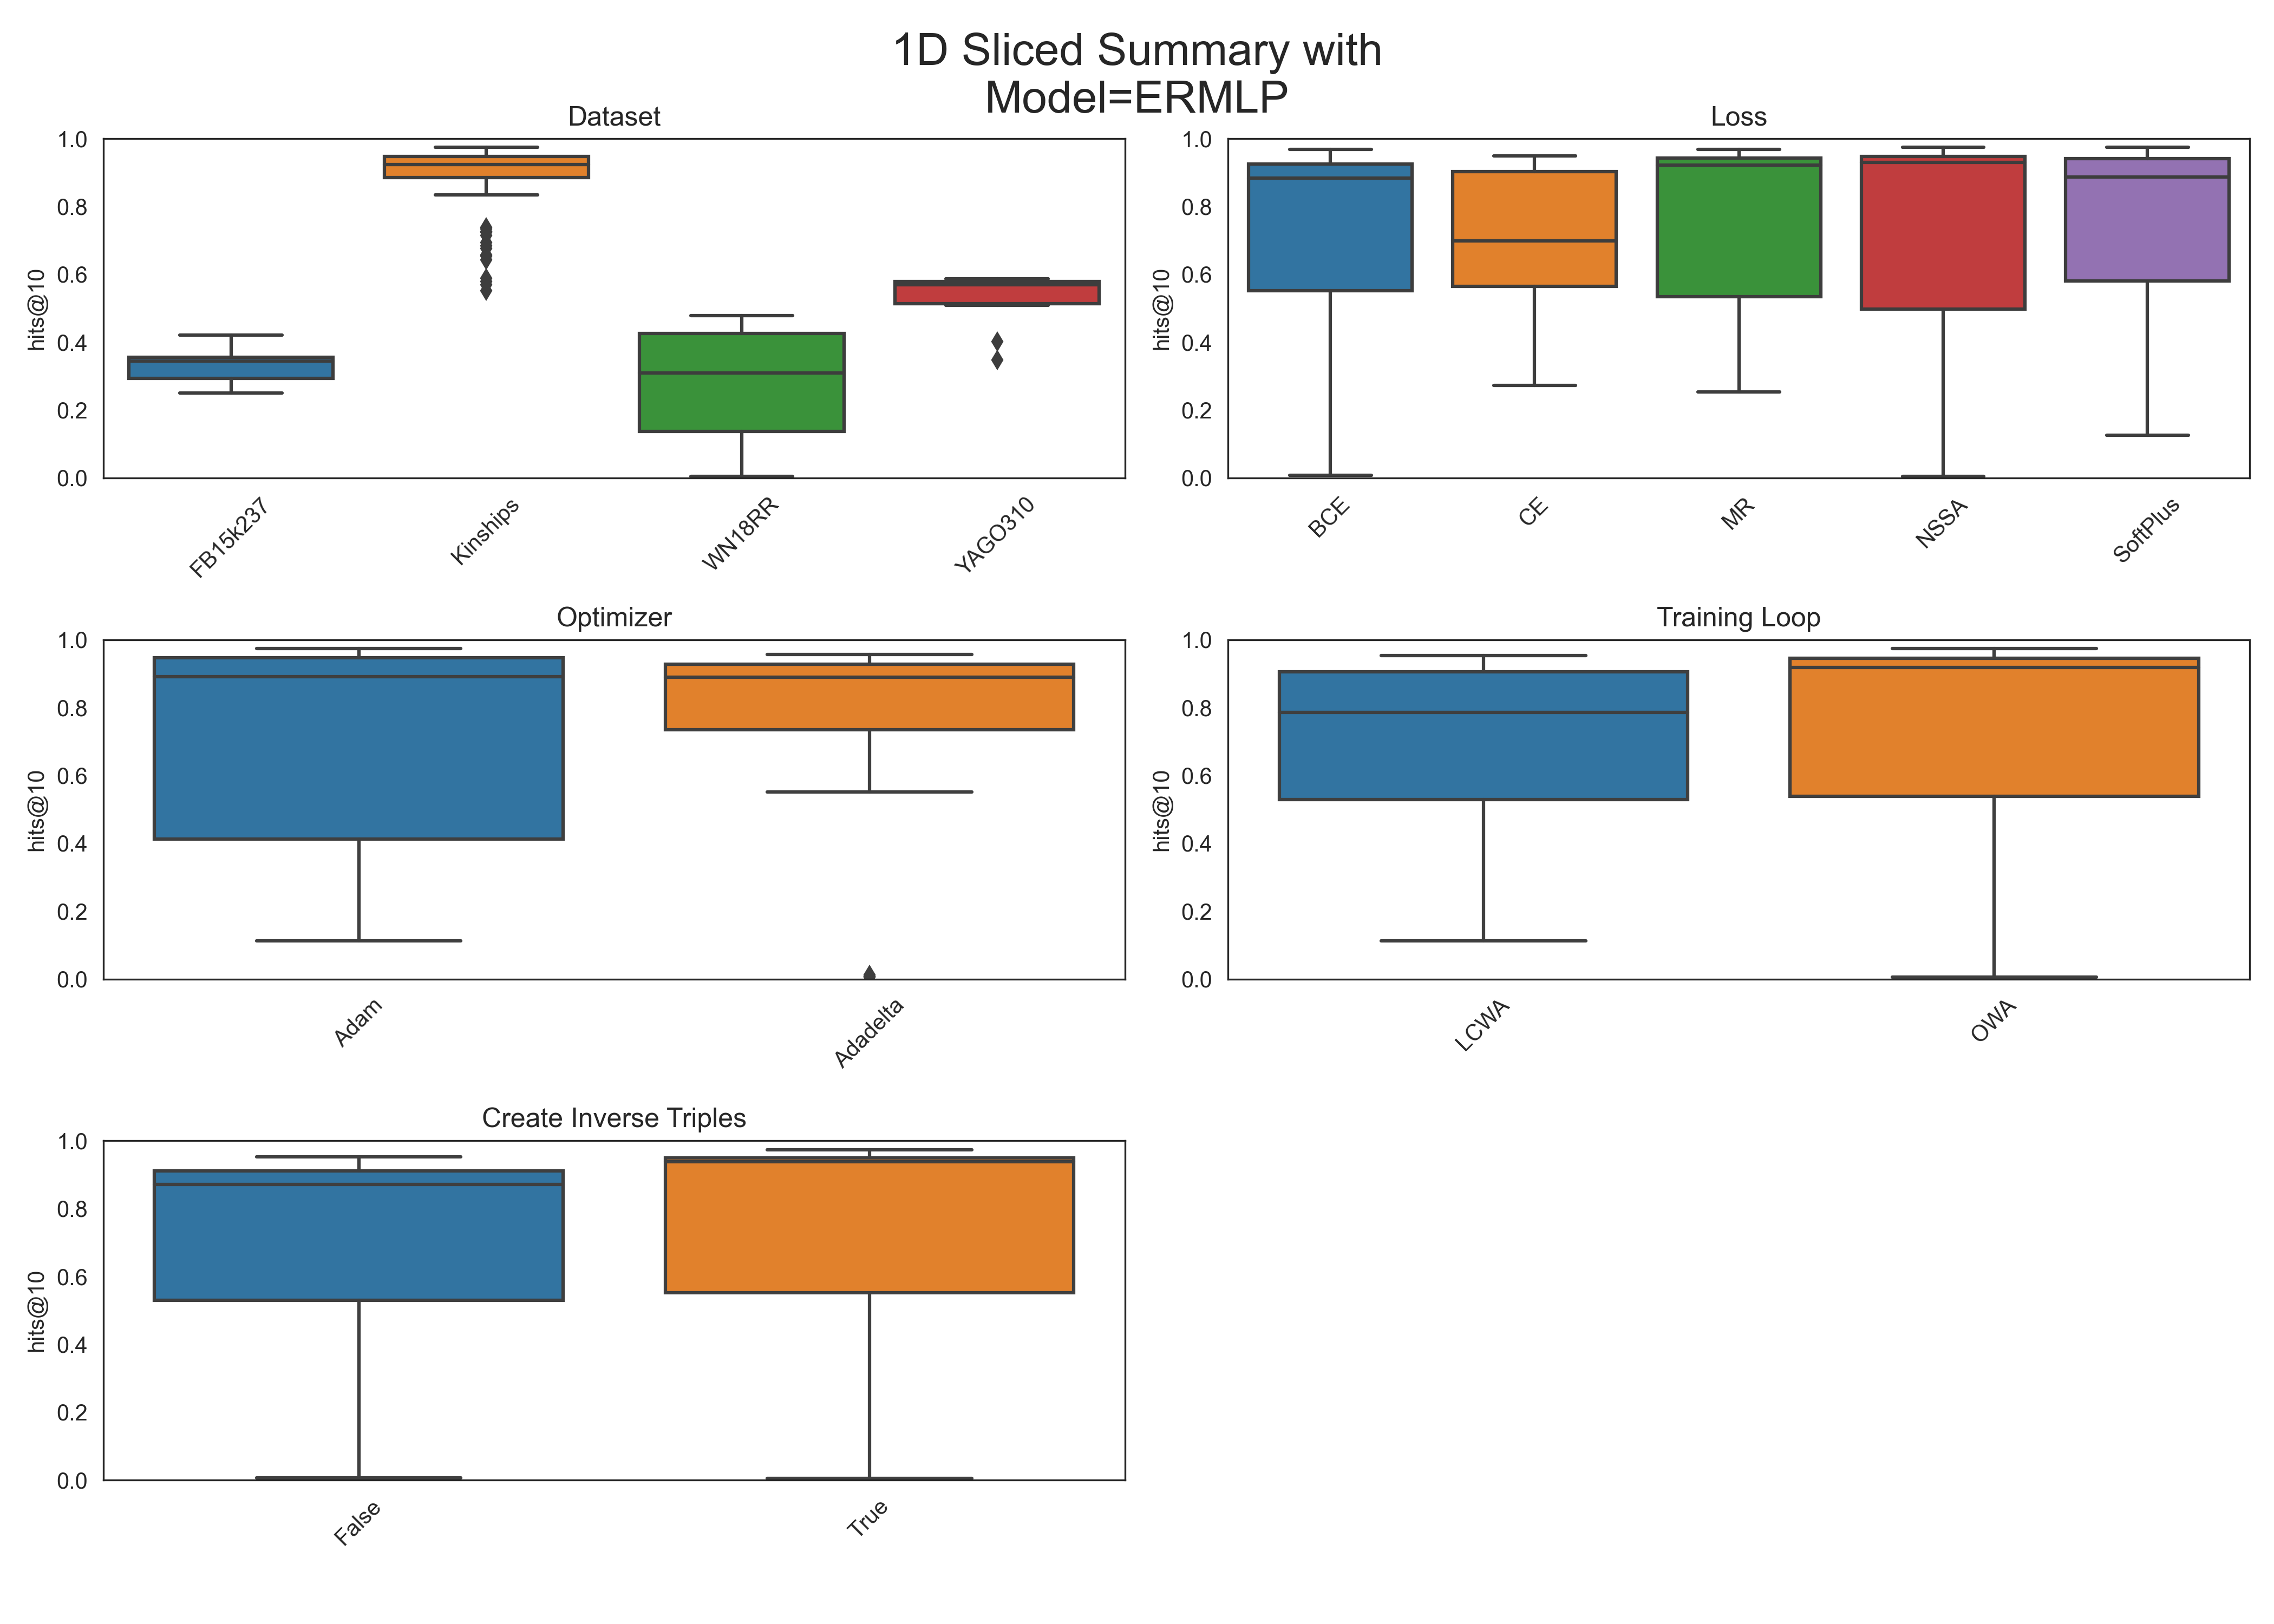 1D Sliced Summary with
Model=ERMLP
Dataset
hits@10
1.0
0.8
0.6
0.4
0.2
0.0
FB15k237
Kinships
WN18RR
YAGO310
Loss
hits@10
1.0
0.8
0.6
0.4
0.2
0.0
BCE
CE
MR
NSSA
SoftPlus
Optimizer
hits@10
1.0
0.8
0.6
0.4
0.2
0.0
Adam
Adadelta
Training Loop
hits@10
1.0
0.8
0.6
0.4
0.2
0.0
LCWA
OWA
Create Inverse Triples
hits@10
1.0
0.8
0.6
0.4
0.2
0.0
False
True